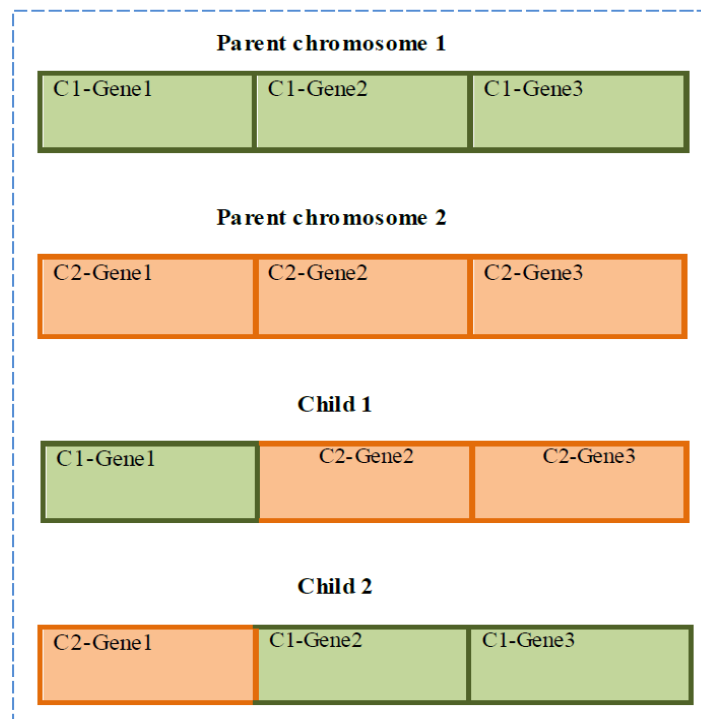 Parent chromosome 1
C1-Gene1 C1-Gene2 C1-Gene3
Parent chromosome 2
C2-Gene1 C2-Gene2 C2-Gene3
Child 1
C1-Gene1 C2-Gene2 C2-Gene3
Child 2
C2-Gene1 C1-Gene2 C1-Gene3